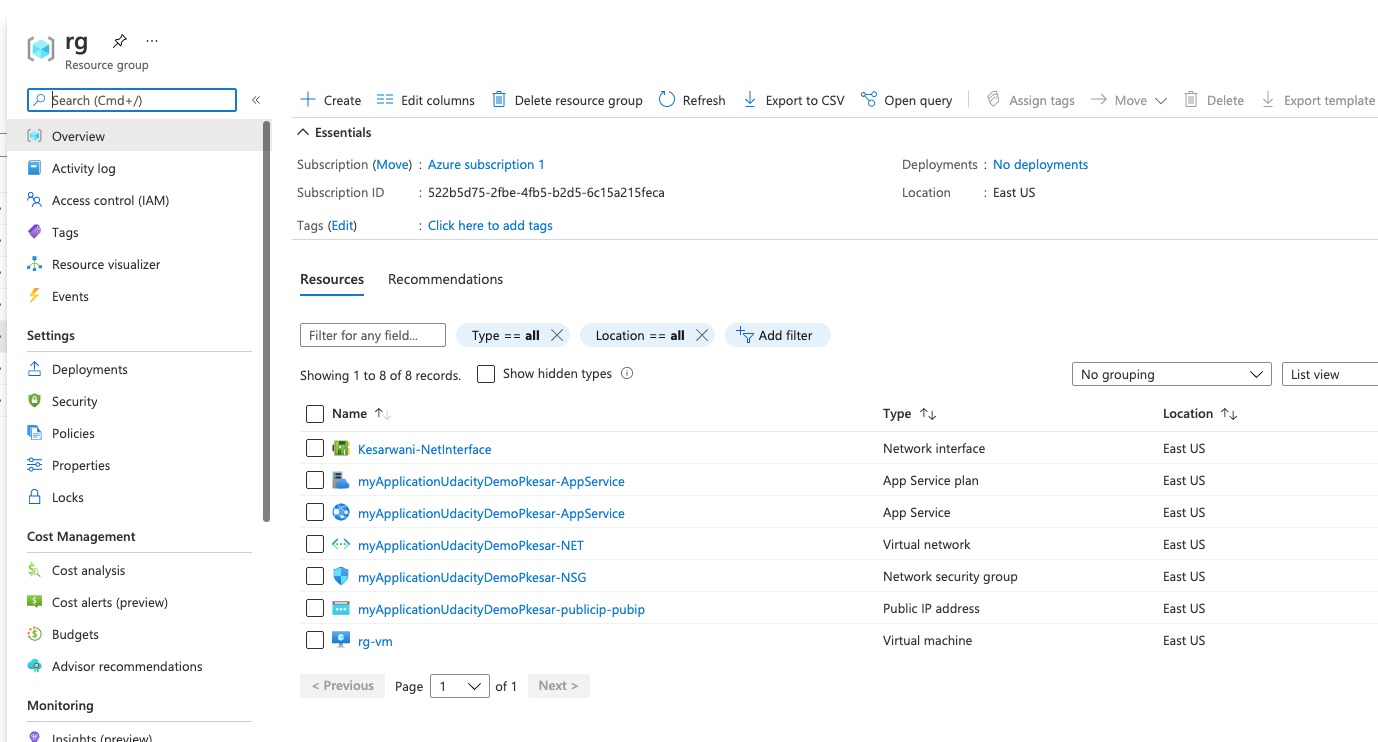 rg
Resource group
Search (Cmd+/)
Overview
Activity log
Access control (IAM)
Tags
Resource visualizer
Events
Settings
Deployments
Security
Policies
Properties
Locks
Cost Management
Cost analysis
Cost alerts (preview)
Budgets
Advisor recommendations
Monitoring
Insights (preview)
Create Edit columns Delete resource group Refresh Export to CSV Open query Assign tags Move Delete Export template
Essentials
Subscription (Move) : Azure subscription 1 Deployments : No deployments
Subscription ID : 522b5d75-2fbe-4fb5-b2d5-6c15a215feca Location : East US
Tags (Edit) : Click here to add tags
Resources Recommendations
Filter for any field... Type == all Location == all Add filter
Showing 1 to 8 of 8 records. Show hidden types No grouping List view
Name Type Location
Kesarwani-NetInterface Network interface East US
myApplicationUdacityDemoPkesar-AppService App Service plan East US
myApplicationUdacityDemoPkesar-AppService App Service East US
myApplicationUdacityDemoPkesar-NET Virtual network East US
myApplicationUdacityDemoPkesar-NSG Network security group East US
myApplicationUdacityDemoPkesar-publicip-pubip Public IP address East US
rg-vm Virtual machine East US
< Previous Page 1 of 1 Next >